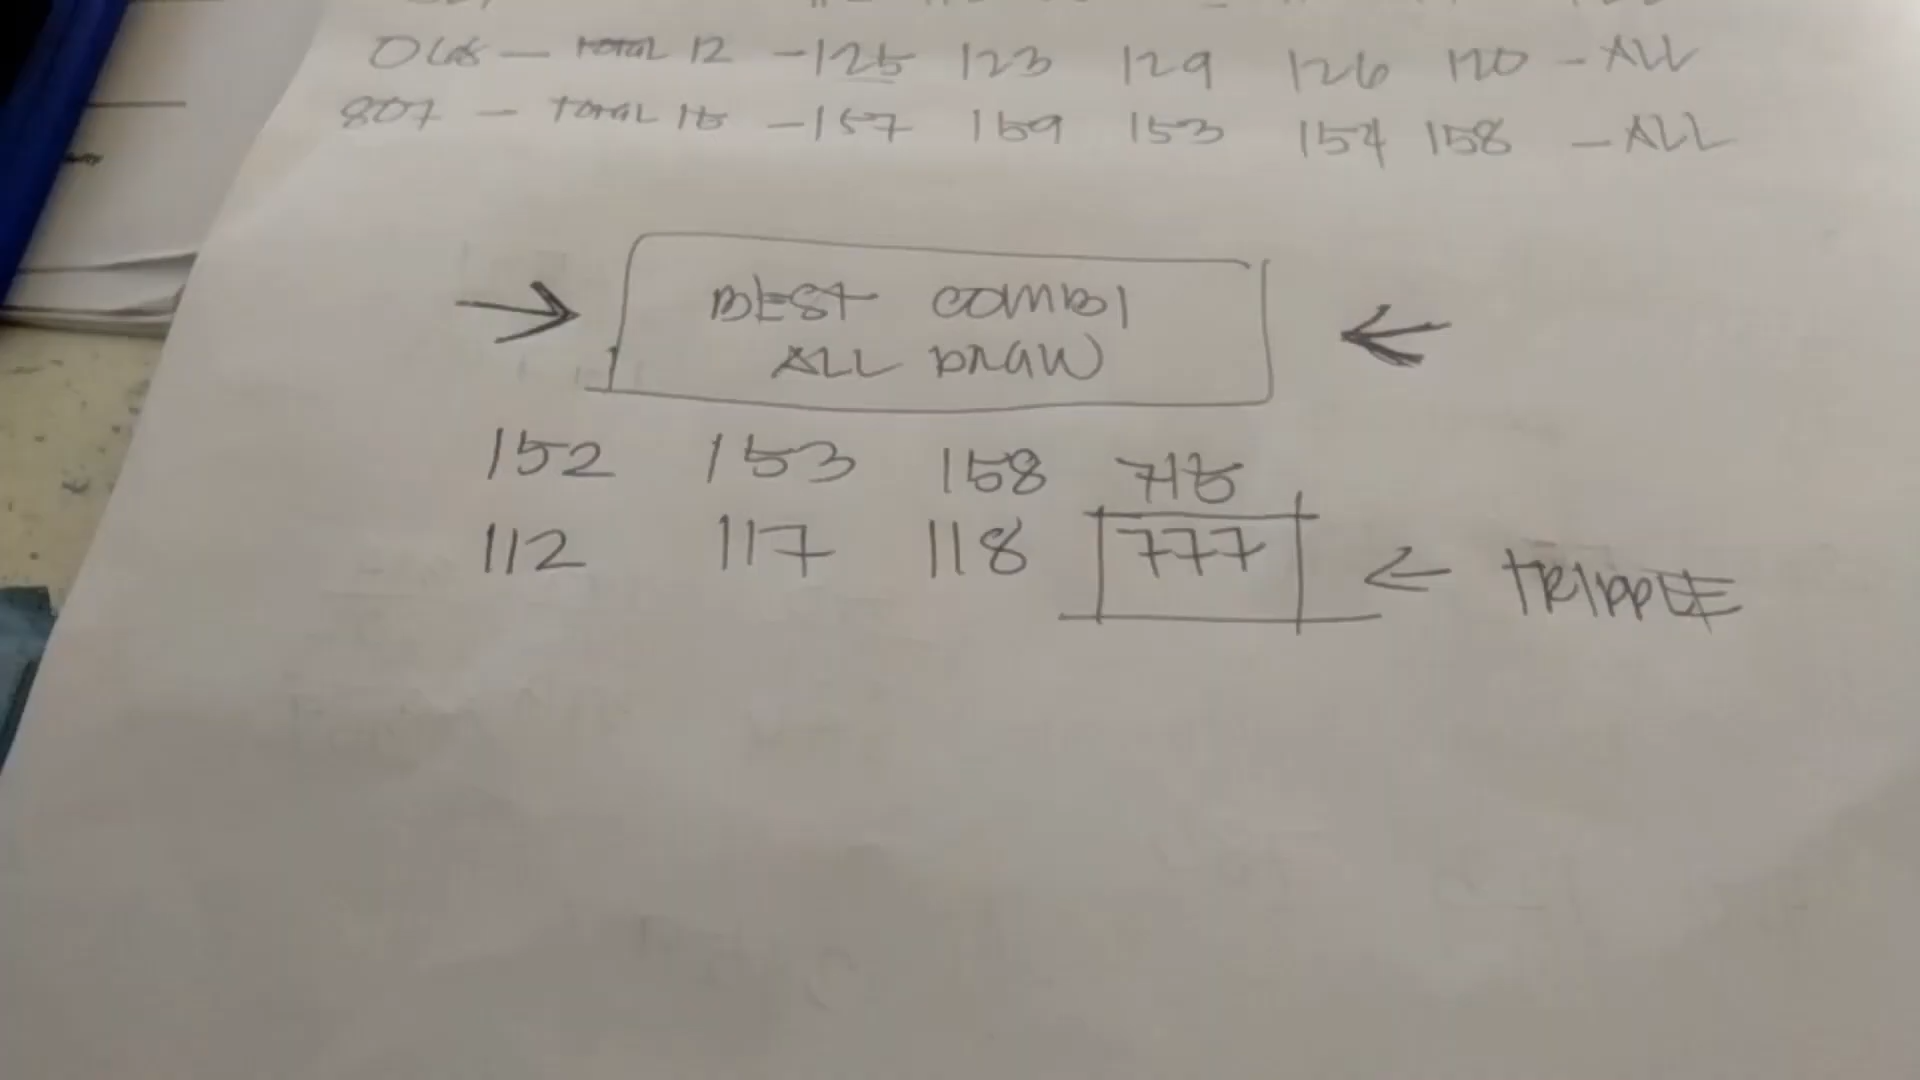 068 - TOTAL 12 - 125 123 129 126 120 - ALL
807 - TOTAL 15 - 157 159 153 154 158 - ALL
BEST COMBI
ALL DRAW
152 153 158 715
112 117 118 777 ← TRIPPLE